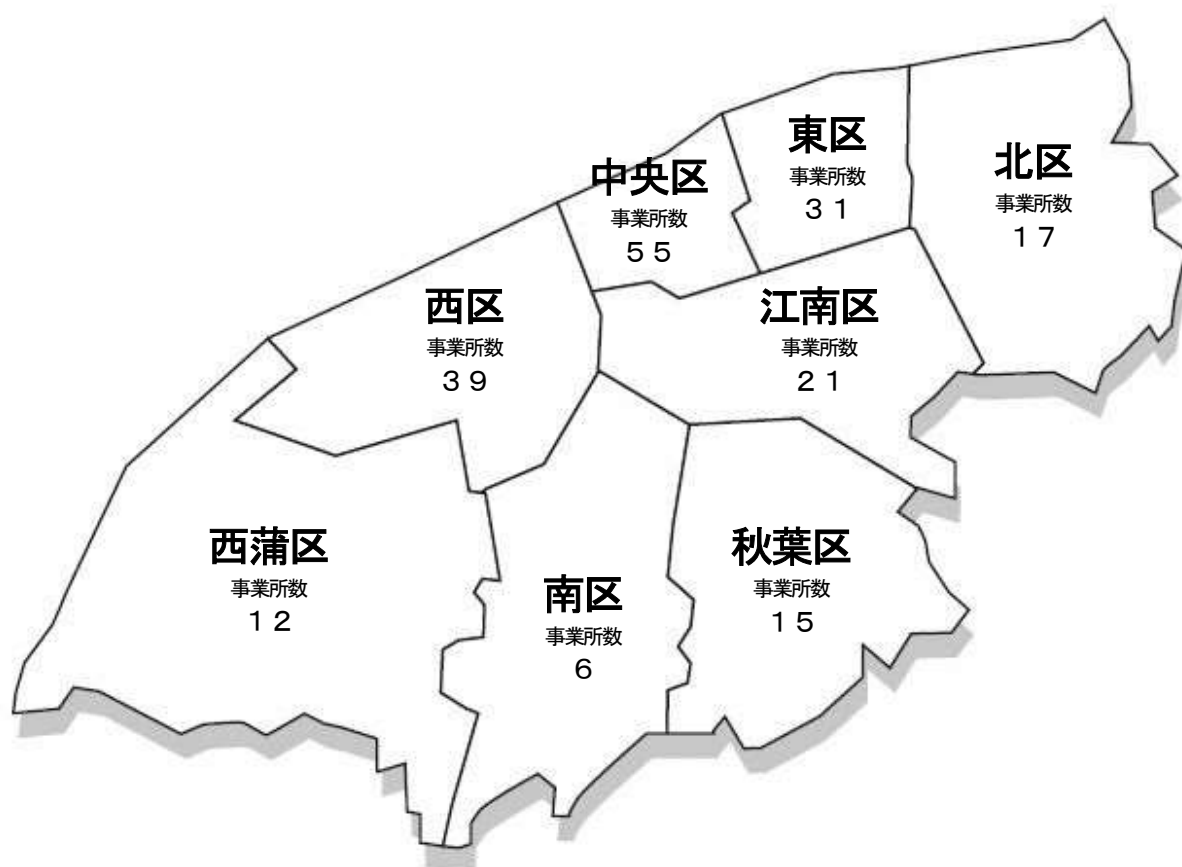 東区
事業所数
３１
北区
事業所数
１７
中央区
事業所数
５５
西区
事業所数
３９
江南区
事業所数
２１
西蒲区
事業所数
１２
南区
事業所数
６
秋葉区
事業所数
１５